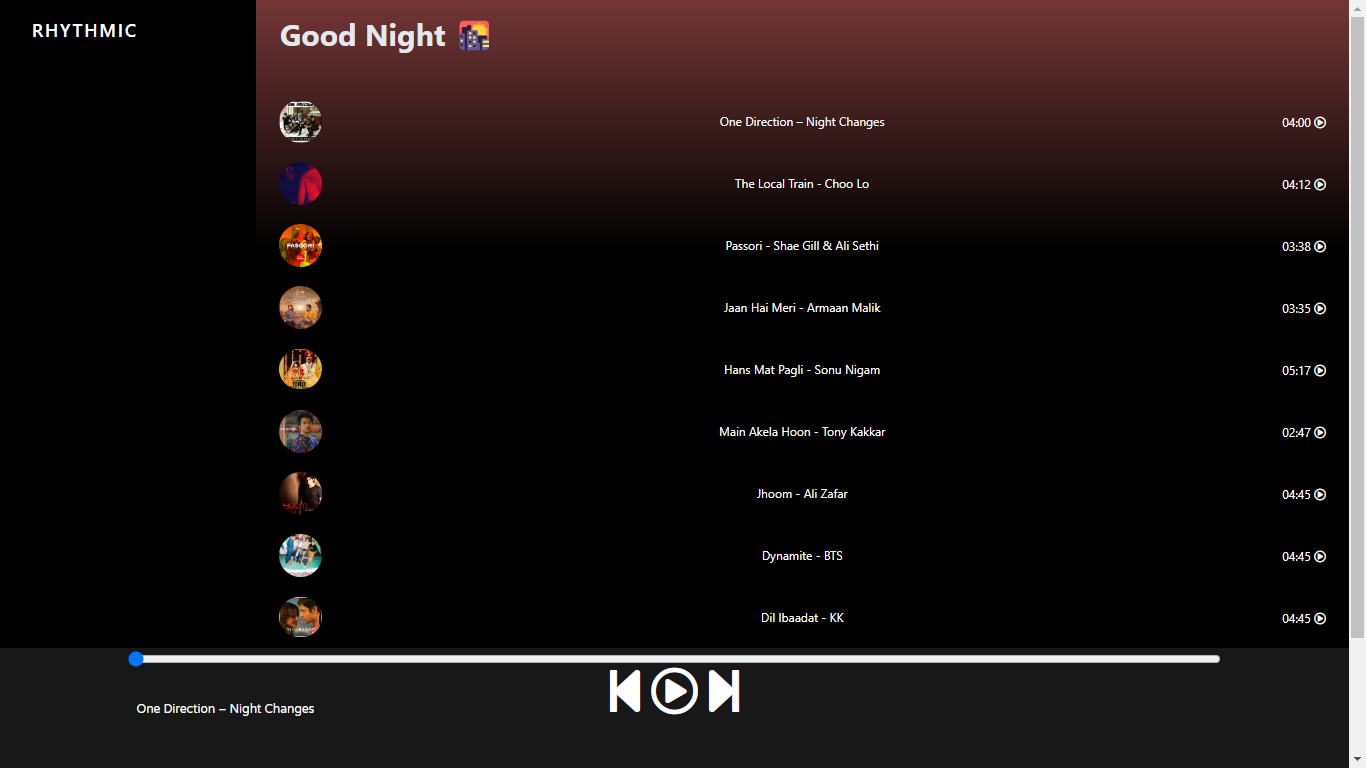 RHYTHMIC
Good Night 🌇
One Direction – Night Changes 04:00
The Local Train - Choo Lo 04:12
PASOORI
Passori - Shae Gill & Ali Sethi 03:38
Jaan Hai Meri - Armaan Malik 03:35
Hans Mat Pagli - Sonu Nigam 05:17
Main Akela Hoon - Tony Kakkar 02:47
Jhoom - Ali Zafar 04:45
Dynamite - BTS 04:45
Dil Ibaadat - KK 04:45
One Direction – Night Changes